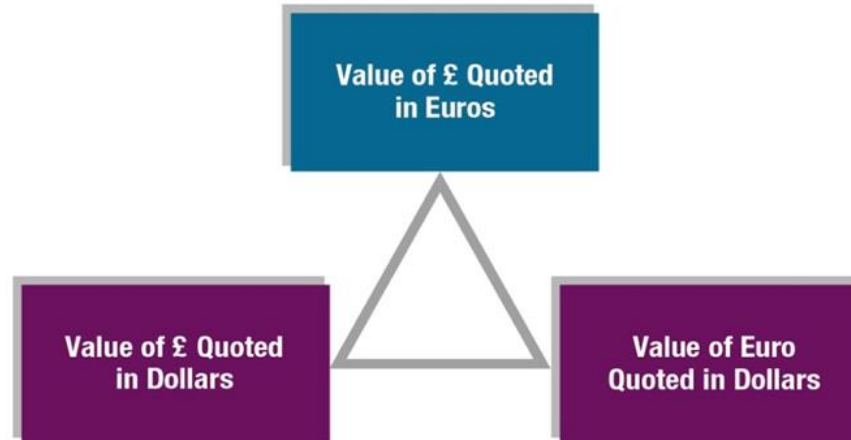 Value of £ Quoted
in Euros
Value of £ Quoted
in Dollars
Value of Euro
Quoted in Dollars